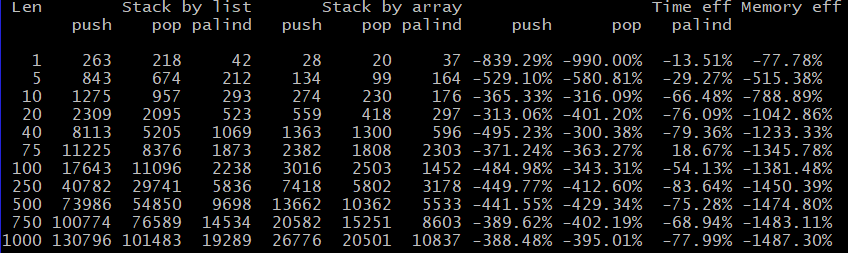 Len Stack by list Stack by array Time eff Memory eff
push pop palind push pop palind push pop palind
1 263 218 42 28 20 37 -839.29% -990.00% -13.51% -77.78%
5 843 674 212 134 99 164 -529.10% -580.81% -29.27% -515.38%
10 1275 957 293 274 230 176 -365.33% -316.09% -66.48% -788.89%
20 2309 2095 523 559 418 297 -313.06% -401.20% -76.09% -1042.86%
40 8113 5205 1069 1363 1300 596 -495.23% -300.38% -79.36% -1233.33%
75 11225 8376 1873 2382 1808 2303 -371.24% -363.27% 18.67% -1345.78%
100 17643 11096 2238 3016 2503 1452 -484.98% -343.31% -54.13% -1381.48%
250 40782 29741 5836 7418 5802 3178 -449.77% -412.60% -83.64% -1450.39%
500 73986 54850 9698 13662 10362 5533 -441.55% -429.34% -75.28% -1474.80%
750 100774 76589 14534 20582 15251 8603 -389.62% -402.19% -68.94% -1483.11%
1000 130796 101483 19289 26776 20501 10837 -388.48% -395.01% -77.99% -1487.30%